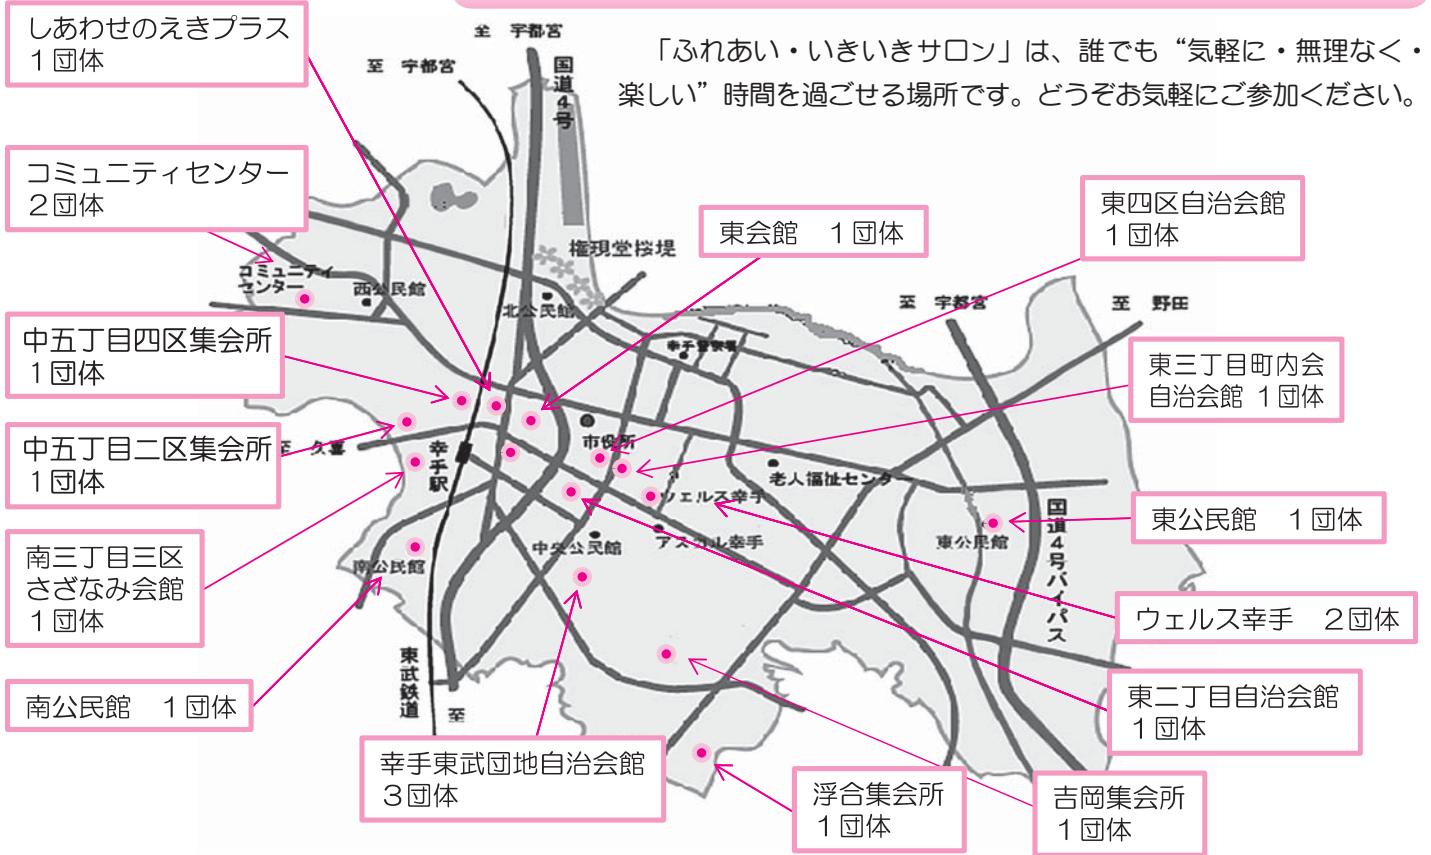 「ふれあい・いきいきサロン」は、誰でも“気軽に・無理なく・
楽しい”時間を過ごせる場所です。どうぞお気軽にご参加ください。
しあわせのえきプラス
１団体
コミュニティセンター
２団体
中五丁目四区集会所
１団体
中五丁目二区集会所
１団体
南三丁目三区
さざなみ会館
１団体
南公民館　１団体
幸手東武団地自治会館
３団体
浮合集会所
１団体
吉岡集会所
１団体
東二丁目自治会館
１団体
ウェルス幸手　２団体
東公民館　１団体
東三丁目町内会
自治会館 １団体
東四区自治会館
１団体
東会館　１団体
至　宇都宮
至　宇都宮
国道４号
権現堂桜堤
コミュニティ
センター
西公民館
北公民館
幸手警察署
至　宇都宮
至　野田
至　久喜
幸手駅
市役所
老人福祉センター
ウェルス幸手
アスカル幸手
中央公民館
南公民館
東公民館
国道４号バイパス
東武鉄道
至